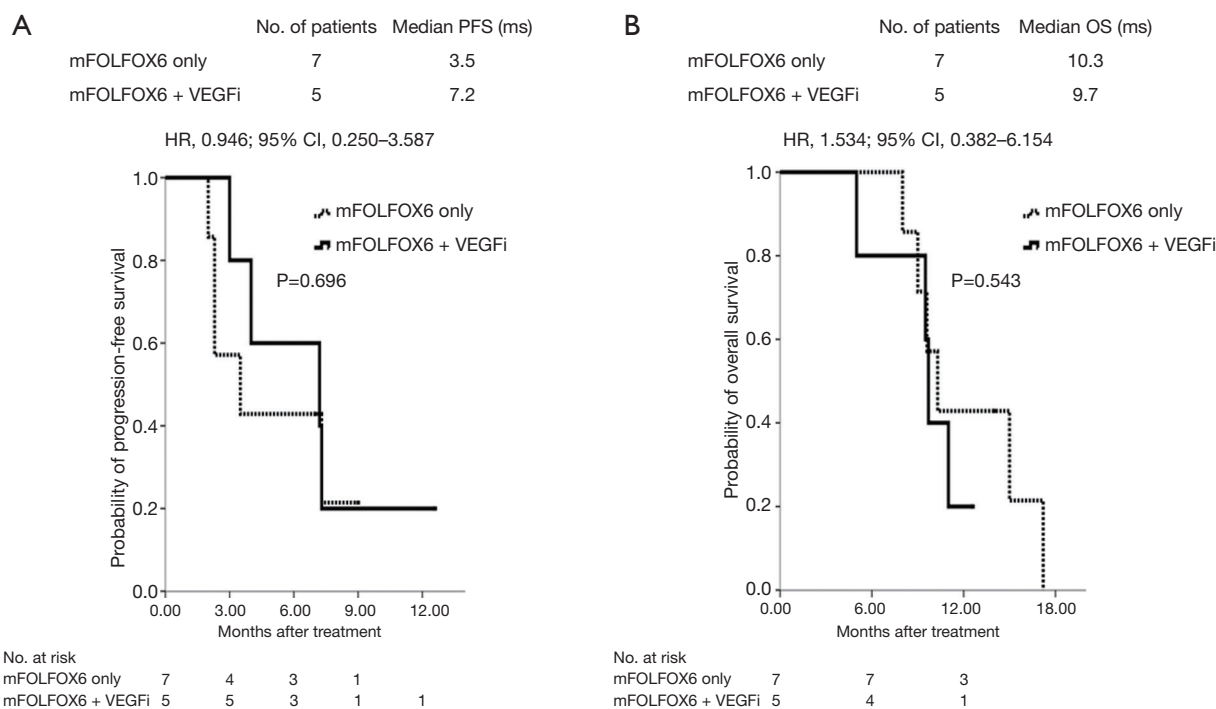 A
No. of patients Median PFS (ms)
mFOLFOX6 only 7 3.5
mFOLFOX6 + VEGFi 5 7.2
HR, 0.946; 95% CI, 0.250–3.587
1.0
0.8
0.6
0.4
0.2
0.0
Probability of progression-free survival
mFOLFOX6 only
mFOLFOX6 + VEGFi
P=0.696
0.00 3.00 6.00 9.00 12.00
Months after treatment
No. at risk
mFOLFOX6 only 7 4 3 1
mFOLFOX6 + VEGFi 5 5 3 1 1
B
No. of patients Median OS (ms)
mFOLFOX6 only 7 10.3
mFOLFOX6 + VEGFi 5 9.7
HR, 1.534; 95% CI, 0.382–6.154
1.0
0.8
0.6
0.4
0.2
0.0
Probability of overall survival
mFOLFOX6 only
mFOLFOX6 + VEGFi
P=0.543
0.00 6.00 12.00 18.00
Months after treatment
No. at risk
mFOLFOX6 only 7 7 3
mFOLFOX6 + VEGFi 5 4 1